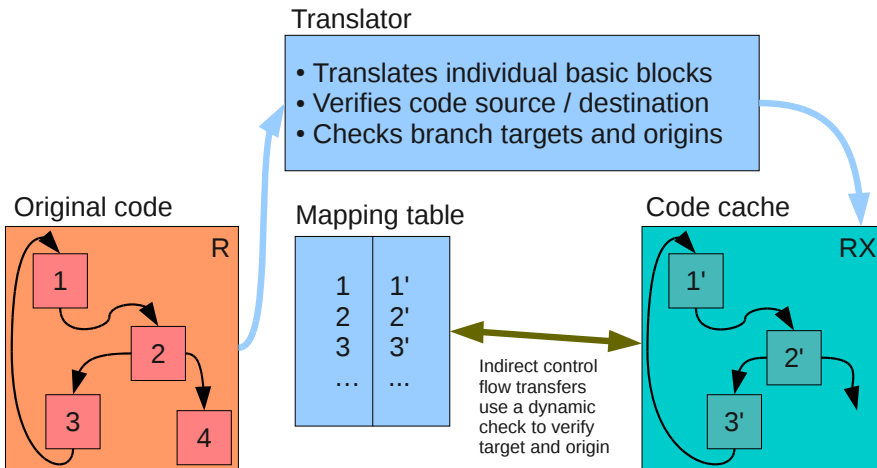 Translator
• Translates individual basic blocks
• Verifies code source / destination
• Checks branch targets and origins
Original code
R
1
2
3
4
Mapping table
1 1'
2 2'
3 3'
… ...
Indirect control
flow transfers
use a dynamic
check to verify
target and origin
Code cache
RX
1'
2'
3'